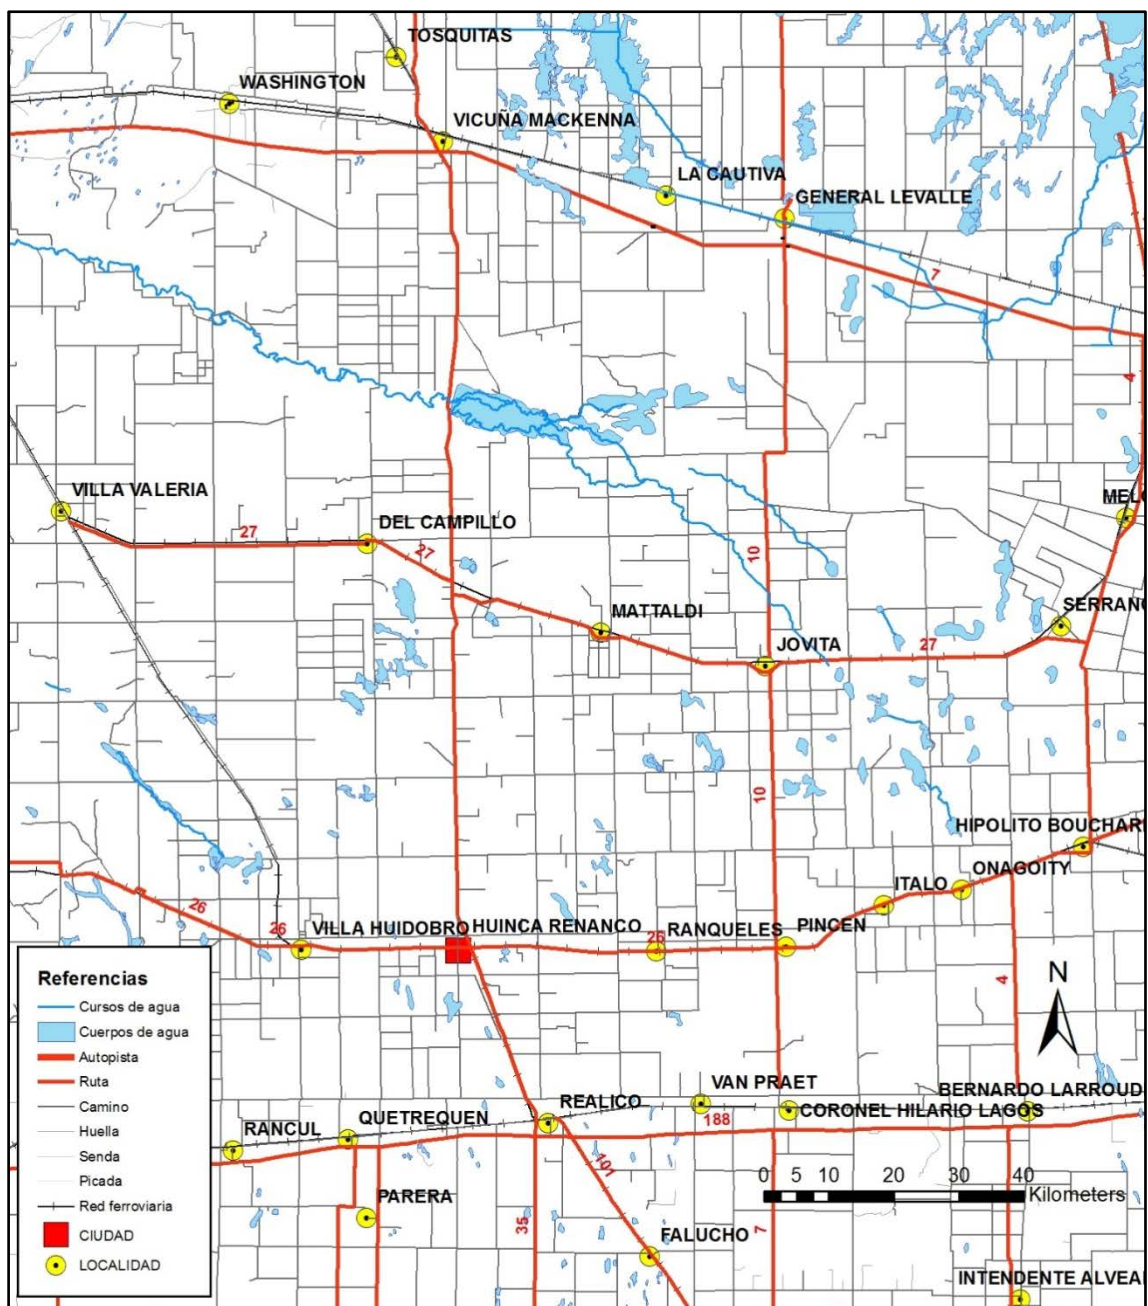 TOSQUITAS
WASHINGTON
VICUÑA MACKENNA
LA CAUTIVA
GENERAL LEVALLE
7
4
VILLA VALERIA
MEL
DEL CAMPILLO
27
27
10
MATTALDI
SERRANO
JOVITA
27
10
HIPOLITO BOUCHAR
ONAGOITY
ITALO
26
26
VILLA HUIDOBRO
HUINCA RENANCO
26
RANQUELES
PINCEN
4
N
Referencias
Cursos de agua
Cuerpos de agua
Autopista
Ruta
Camino
Huella
Senda
Picada
Red ferroviaria
CIUDAD
LOCALIDAD
VAN PRAET
BERNARDO LARROUD
REALICO
188
CORONEL HILARIO LAGOS
QUETREQUEN
RANCUL
101
PARERA
0 5 10 20 30 40
Kilometers
35
7
FALUCHO
INTENDENTE ALVEA